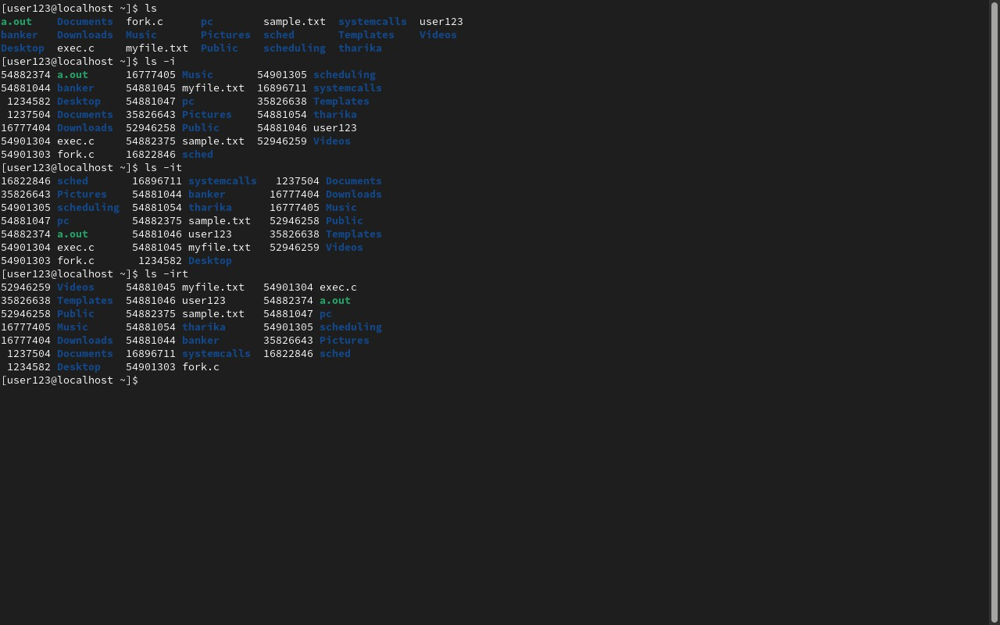 [user123@localhost ~]$ ls
a.out    Documents  fork.c      pc        sample.txt  systemcalls  user123
banker   Downloads  Music       Pictures  sched       Templates    Videos
Desktop  exec.c     myfile.txt  Public    scheduling  tharika
[user123@localhost ~]$ ls -i
54882374 a.out      16777405 Music       54901305 scheduling
54881044 banker     54881045 myfile.txt  16896711 systemcalls
 1234582 Desktop    54881047 pc          35826638 Templates
 1237504 Documents  35826643 Pictures    54881054 tharika
16777404 Downloads  52946258 Public      54881046 user123
54901304 exec.c     54882375 sample.txt  52946259 Videos
54901303 fork.c     16822846 sched
[user123@localhost ~]$ ls -it
16822846 sched       16896711 systemcalls   1237504 Documents
35826643 Pictures    54881044 banker       16777404 Downloads
54901305 scheduling  54881054 tharika      16777405 Music
54881047 pc          54882375 sample.txt   52946258 Public
54882374 a.out       54881046 user123      35826638 Templates
54901304 exec.c      54881045 myfile.txt   52946259 Videos
54901303 fork.c       1234582 Desktop
[user123@localhost ~]$ ls -irt
52946259 Videos     54881045 myfile.txt   54901304 exec.c
35826638 Templates  54881046 user123      54882374 a.out
52946258 Public     54882375 sample.txt   54881047 pc
16777405 Music      54881054 tharika      54901305 scheduling
16777404 Downloads  54881044 banker       35826643 Pictures
 1237504 Documents  16896711 systemcalls  16822846 sched
 1234582 Desktop    54901303 fork.c
[user123@localhost ~]$